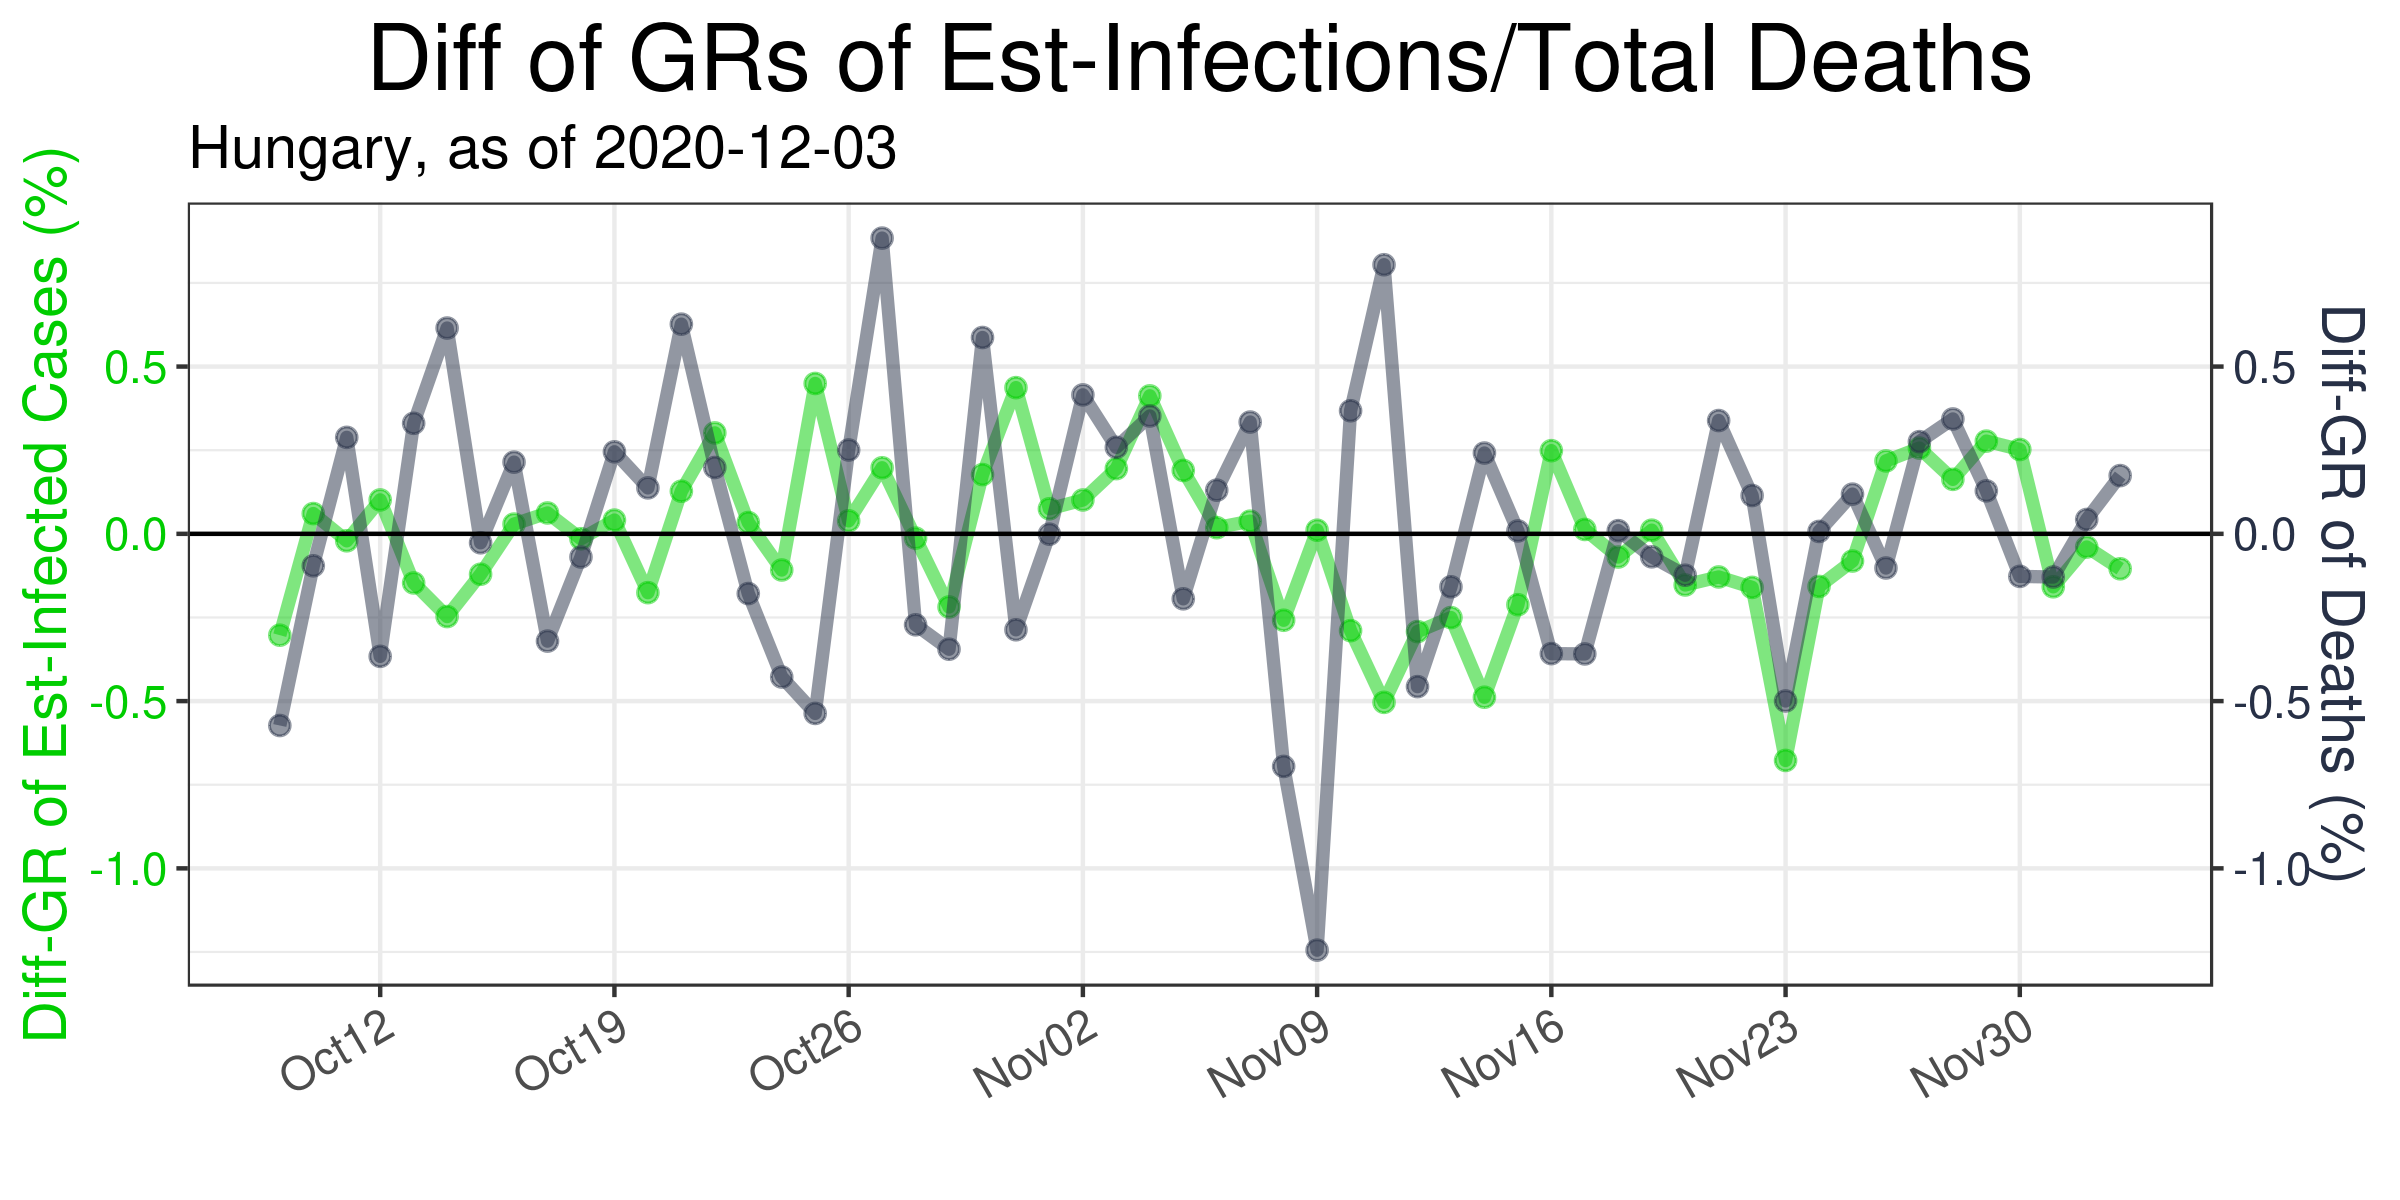 Diff of GRs of Est-Infections/Total Deaths
Hungary, as of 2020-12-03
Diff-GR of Est-Infected Cases (%)
0.5
0.0
-0.5
-1.0
0.5
0.0
-0.5
-1.0
Diff-GR of Deaths (%)
Oct12
Oct19
Oct26
Nov02
Nov09
Nov16
Nov23
Nov30